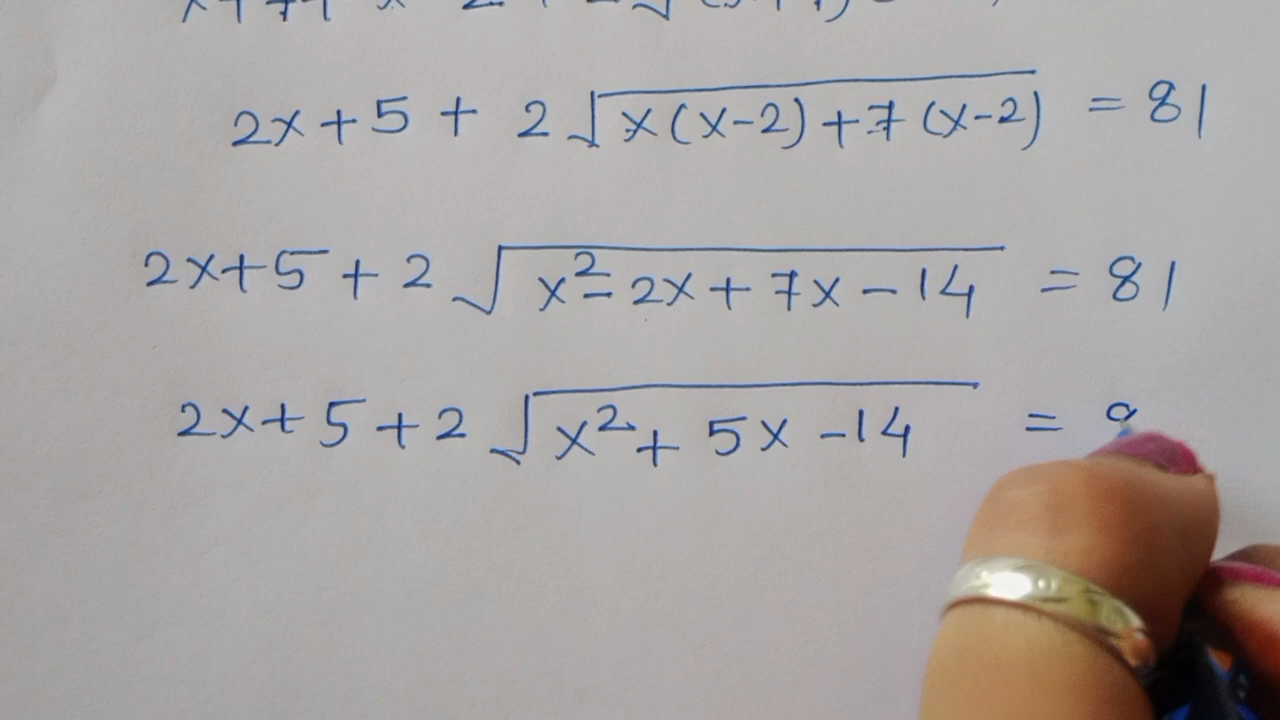 2x+5 + 2√x(x-2)+7(x-2) = 81
2x+5+2√x²-2x+7x-14 = 81
2x+5+2√x²+5x-14 =